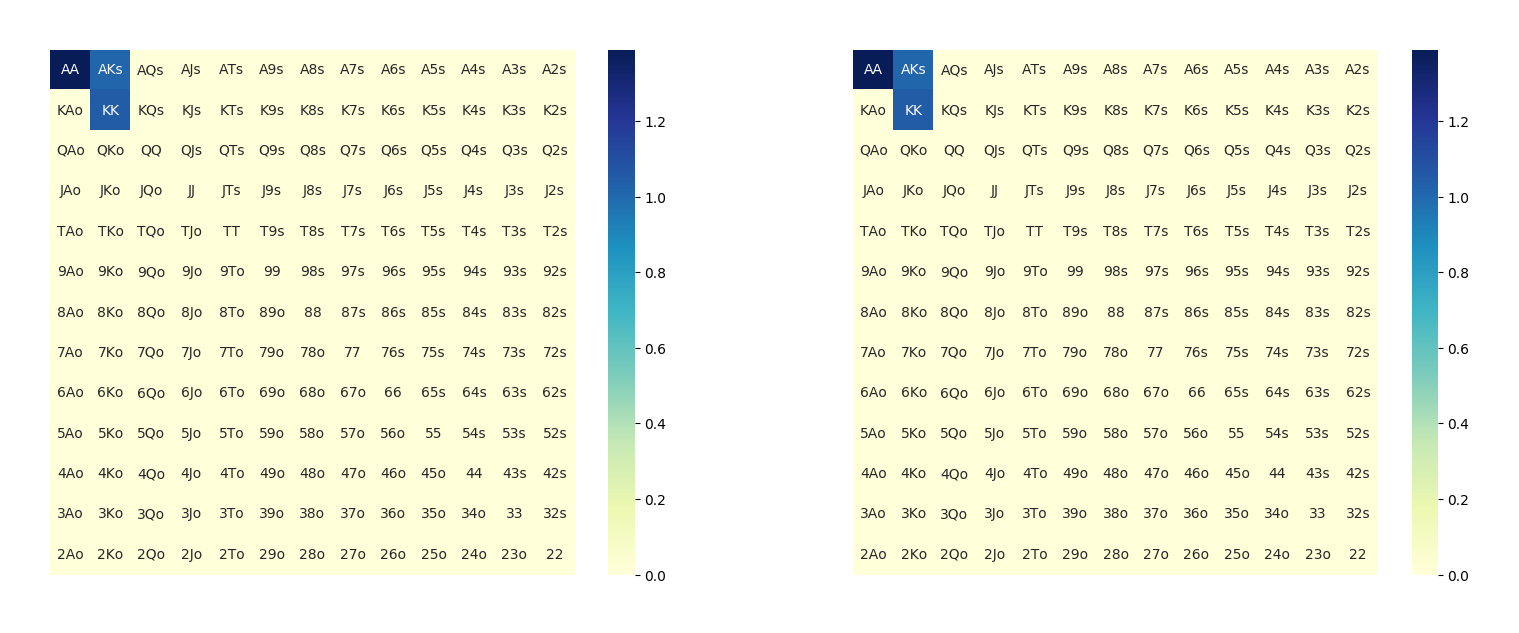 AA AKs AQs AJs ATs A9s A8s A7s A6s A5s A4s A3s A2s
KAo KK KQs KJs KTs K9s K8s K7s K6s K5s K4s K3s K2s
QAo QKo QQ QJs QTs Q9s Q8s Q7s Q6s Q5s Q4s Q3s Q2s
JAo JKo JQo JJ JTs J9s J8s J7s J6s J5s J4s J3s J2s
TAo TKo TQo TJo TT T9s T8s T7s T6s T5s T4s T3s T2s
9Ao 9Ko 9Qo 9Jo 9To 99 98s 97s 96s 95s 94s 93s 92s
8Ao 8Ko 8Qo 8Jo 8To 89o 88 87s 86s 85s 84s 83s 82s
7Ao 7Ko 7Qo 7Jo 7To 79o 78o 77 76s 75s 74s 73s 72s
6Ao 6Ko 6Qo 6Jo 6To 69o 68o 67o 66 65s 64s 63s 62s
5Ao 5Ko 5Qo 5Jo 5To 59o 58o 57o 56o 55 54s 53s 52s
4Ao 4Ko 4Qo 4Jo 4To 49o 48o 47o 46o 45o 44 43s 42s
3Ao 3Ko 3Qo 3Jo 3To 39o 38o 37o 36o 35o 34o 33 32s
2Ao 2Ko 2Qo 2Jo 2To 29o 28o 27o 26o 25o 24o 23o 22
1.2
1.0
0.8
0.6
0.4
0.2
0.0
AA AKs AQs AJs ATs A9s A8s A7s A6s A5s A4s A3s A2s
KAo KK KQs KJs KTs K9s K8s K7s K6s K5s K4s K3s K2s
QAo QKo QQ QJs QTs Q9s Q8s Q7s Q6s Q5s Q4s Q3s Q2s
JAo JKo JQo JJ JTs J9s J8s J7s J6s J5s J4s J3s J2s
TAo TKo TQo TJo TT T9s T8s T7s T6s T5s T4s T3s T2s
9Ao 9Ko 9Qo 9Jo 9To 99 98s 97s 96s 95s 94s 93s 92s
8Ao 8Ko 8Qo 8Jo 8To 89o 88 87s 86s 85s 84s 83s 82s
7Ao 7Ko 7Qo 7Jo 7To 79o 78o 77 76s 75s 74s 73s 72s
6Ao 6Ko 6Qo 6Jo 6To 69o 68o 67o 66 65s 64s 63s 62s
5Ao 5Ko 5Qo 5Jo 5To 59o 58o 57o 56o 55 54s 53s 52s
4Ao 4Ko 4Qo 4Jo 4To 49o 48o 47o 46o 45o 44 43s 42s
3Ao 3Ko 3Qo 3Jo 3To 39o 38o 37o 36o 35o 34o 33 32s
2Ao 2Ko 2Qo 2Jo 2To 29o 28o 27o 26o 25o 24o 23o 22
1.2
1.0
0.8
0.6
0.4
0.2
0.0